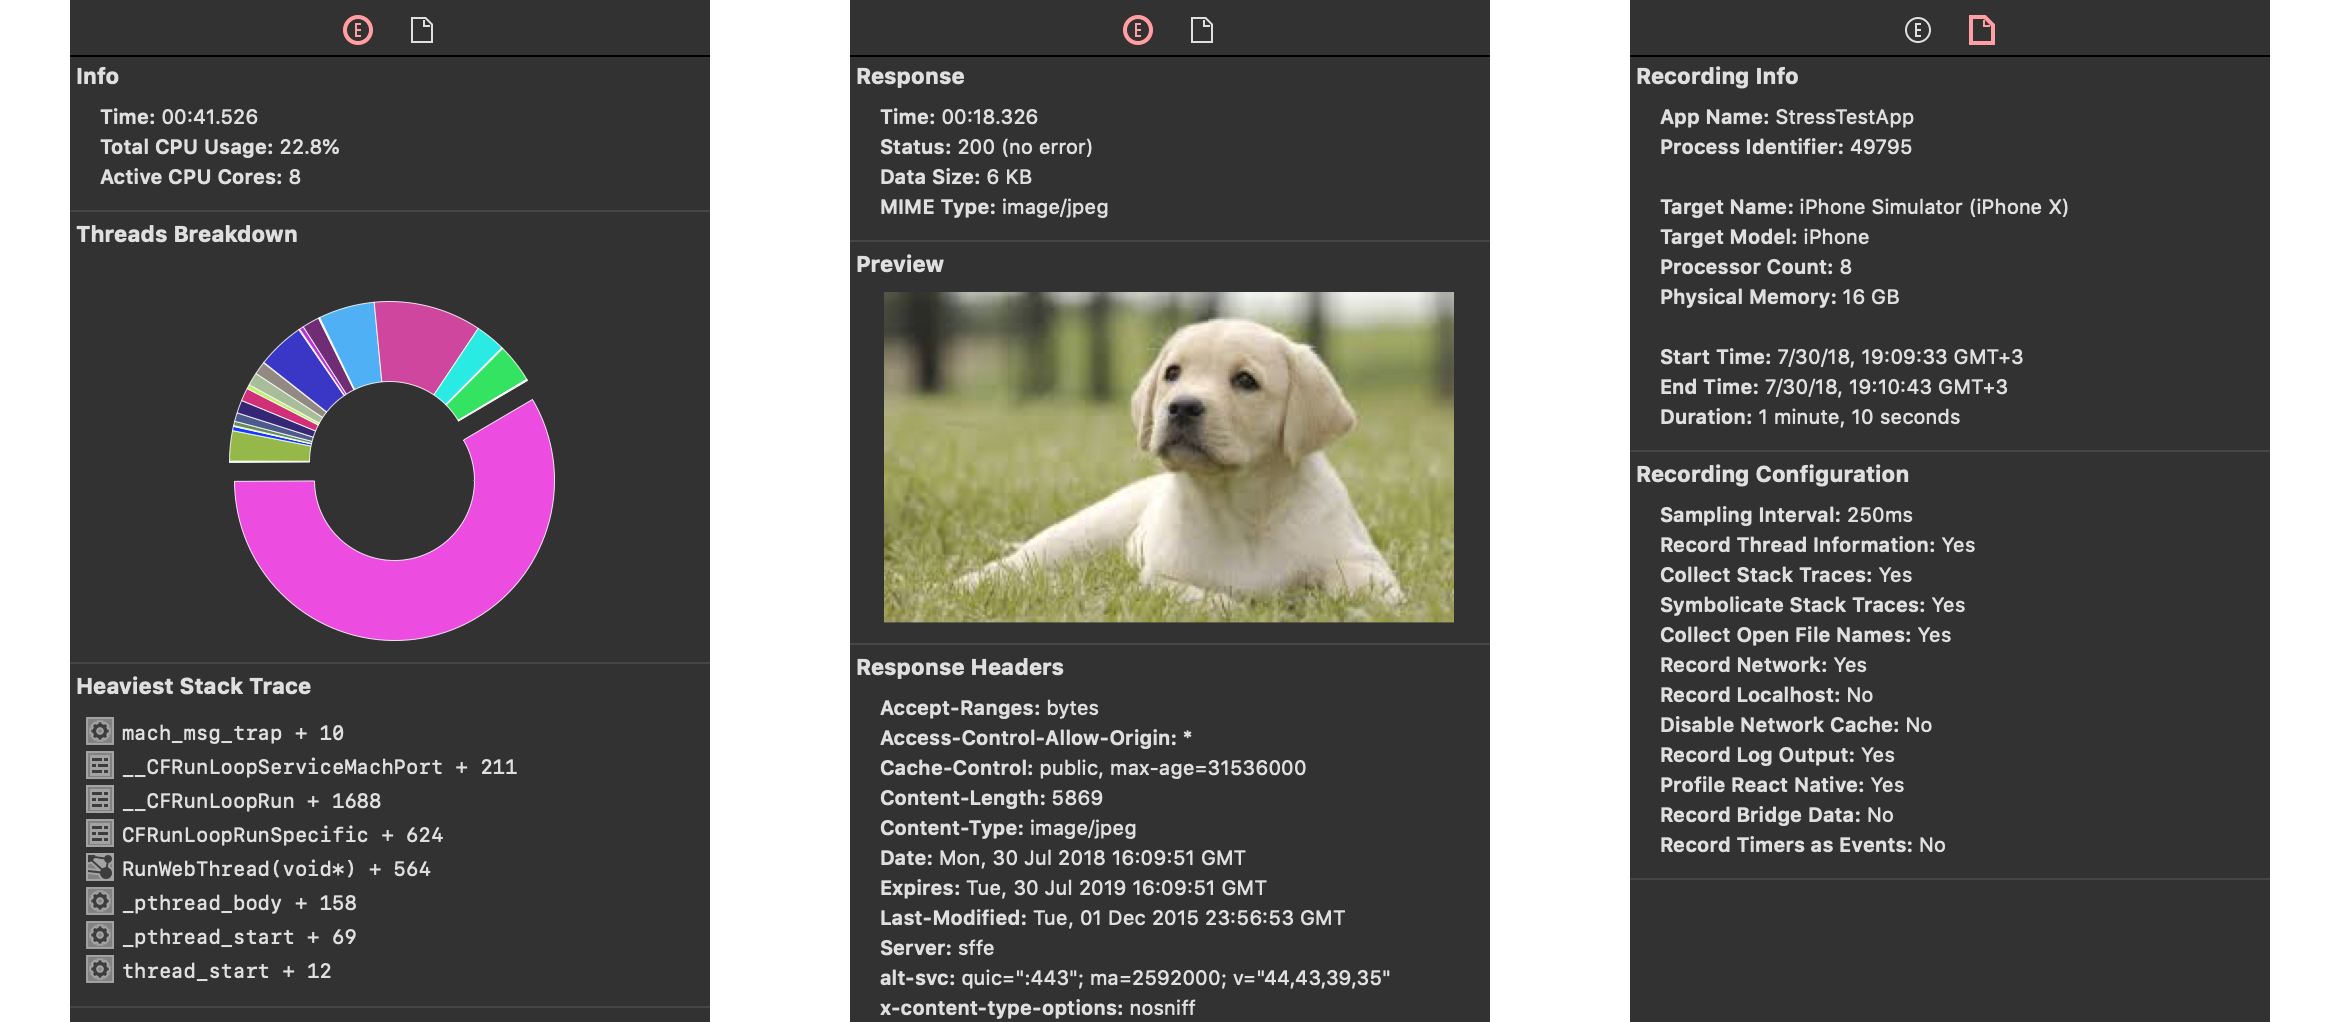 E
Info
Time: 00:41.526
Total CPU Usage: 22.8%
Active CPU Cores: 8
Threads Breakdown
Heaviest Stack Trace
mach_msg_trap + 10
__CFRunLoopServiceMachPort + 211
__CFRunLoopRun + 1688
CFRunLoopRunSpecific + 624
RunWebThread(void*) + 564
_pthread_body + 158
_pthread_start + 69
thread_start + 12
E
Response
Time: 00:18.326
Status: 200 (no error)
Data Size: 6 KB
MIME Type: image/jpeg
Preview
Response Headers
Accept-Ranges: bytes
Access-Control-Allow-Origin: *
Cache-Control: public, max-age=31536000
Content-Length: 5869
Content-Type: image/jpeg
Date: Mon, 30 Jul 2018 16:09:51 GMT
Expires: Tue, 30 Jul 2019 16:09:51 GMT
Last-Modified: Tue, 01 Dec 2015 23:56:53 GMT
Server: sffe
alt-svc: quic=":443"; ma=2592000; v="44,43,39,35"
x-content-type-options: nosniff
E
Recording Info
App Name: StressTestApp
Process Identifier: 49795
Target Name: iPhone Simulator (iPhone X)
Target Model: iPhone
Processor Count: 8
Physical Memory: 16 GB
Start Time: 7/30/18, 19:09:33 GMT+3
End Time: 7/30/18, 19:10:43 GMT+3
Duration: 1 minute, 10 seconds
Recording Configuration
Sampling Interval: 250ms
Record Thread Information: Yes
Collect Stack Traces: Yes
Symbolicate Stack Traces: Yes
Collect Open File Names: Yes
Record Network: Yes
Record Localhost: No
Disable Network Cache: No
Record Log Output: Yes
Profile React Native: Yes
Record Bridge Data: No
Record Timers as Events: No